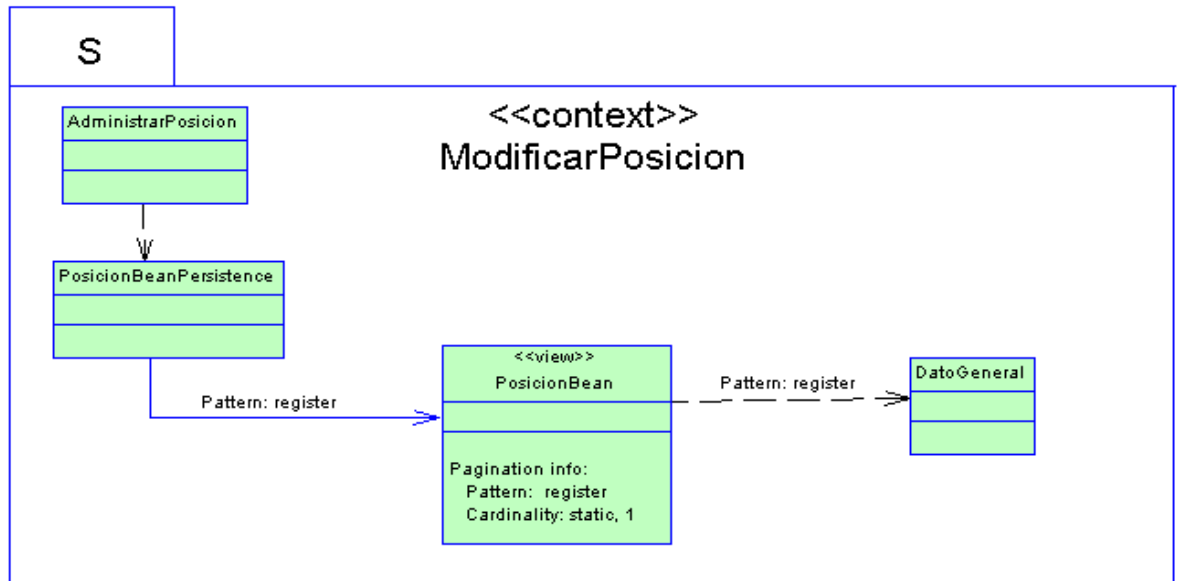 S
<<context>>
ModificarPosicion
AdministrarPosicion
PosicionBeanPersistence
Pattern: register
<<view>>
PosicionBean
Pagination info:
Pattern: register
Cardinality: static, 1
Pattern: register
DatoGeneral